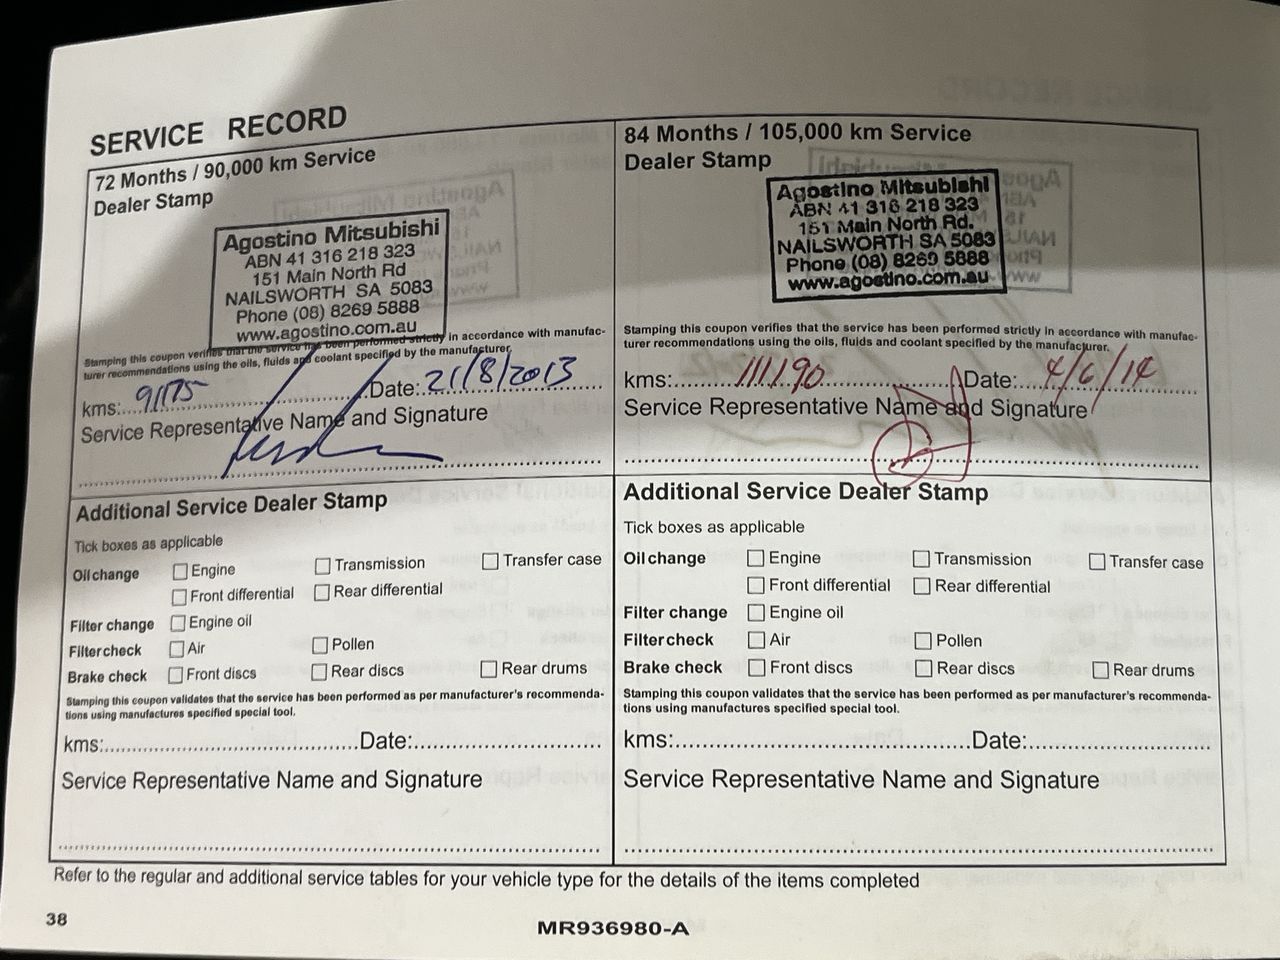 SERVICE RECORD
72 Months / 90,000 km Service
Dealer Stamp
Agostino Mitsubishi
ABN 41 316 218 323
151 Main North Rd
NAILSWORTH SA 5083
Phone (08) 8269 5888
www.agostino.com.au
Stamping this coupon verifies that the service has been performed strictly in accordance with manufac-
turer recommendations using the oils, fluids and coolant specified by the manufacturer.
kms: 91175 Date: 21/8/2013
Service Representative Name and Signature
Additional Service Dealer Stamp
Tick boxes as applicable
Oil change Engine Transmission Transfer case
Front differential Rear differential
Filter change Engine oil
Filter check Air Pollen
Brake check Front discs Rear discs Rear drums
Stamping this coupon validates that the service has been performed as per manufacturer's recommenda-
tions using manufactures specified special tool.
kms: Date:
Service Representative Name and Signature
84 Months / 105,000 km Service
Dealer Stamp
Agostino Mitsubishi
ABN 41 316 218 323
151 Main North Rd.
NAILSWORTH SA 5083
Phone (08) 8269 5888
www.agostino.com.au
Stamping this coupon verifies that the service has been performed strictly in accordance with manufac-
turer recommendations using the oils, fluids and coolant specified by the manufacturer.
kms: 111190 Date: 4/6/14
Service Representative Name and Signature
Additional Service Dealer Stamp
Tick boxes as applicable
Oil change Engine Transmission Transfer case
Front differential Rear differential
Filter change Engine oil
Filter check Air Pollen
Brake check Front discs Rear discs Rear drums
Stamping this coupon validates that the service has been performed as per manufacturer's recommenda-
tions using manufactures specified special tool.
kms: Date:
Service Representative Name and Signature
Refer to the regular and additional service tables for your vehicle type for the details of the items completed
38
MR936980-A